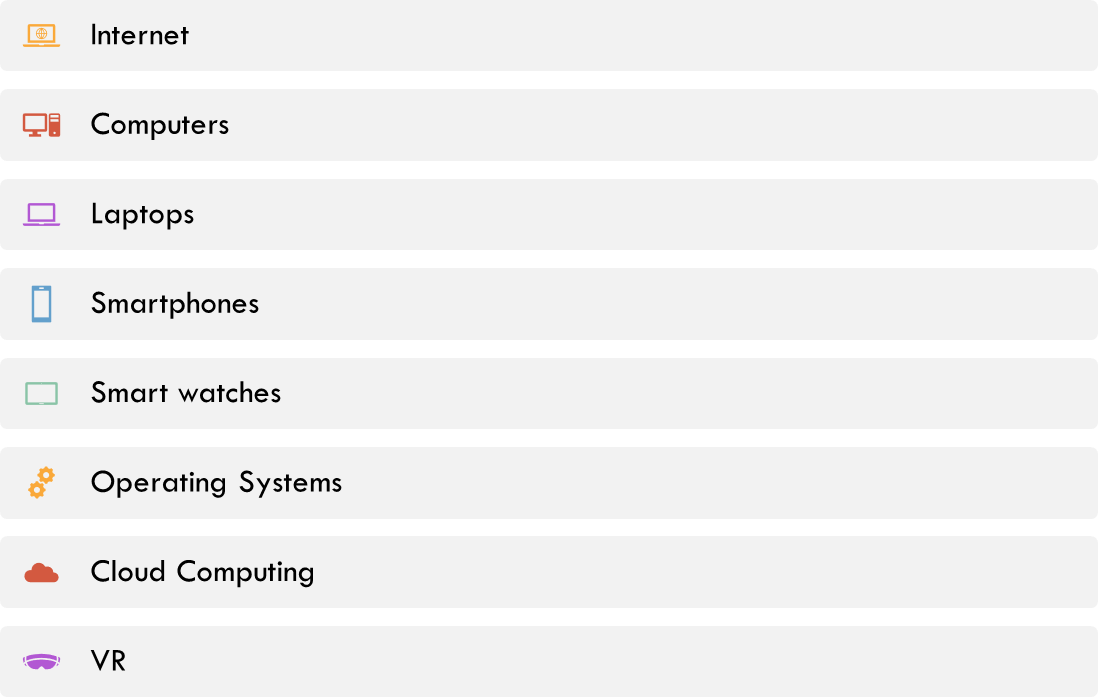 Internet
Computers
Laptops
Smartphones
Smart watches
Operating Systems
Cloud Computing
VR